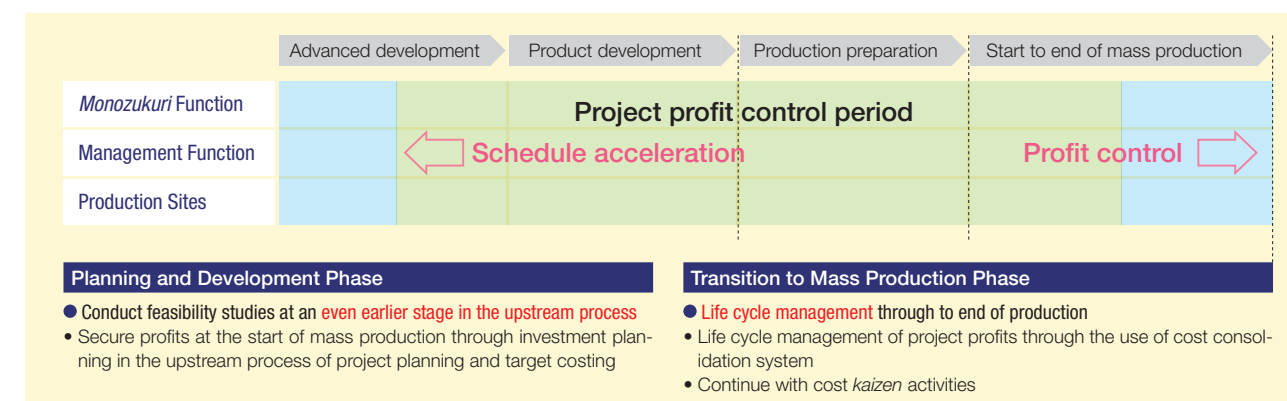 Advanced development
Product development
Production preparation
Start to end of mass production
Monozukuri Function
Project profit control period
Management Function
Schedule acceleration
Profit control
Production Sites
Planning and Development Phase
● Conduct feasibility studies at an even earlier stage in the upstream process
• Secure profits at the start of mass production through investment plan-
ning in the upstream process of project planning and target costing
Transition to Mass Production Phase
● Life cycle management through to end of production
• Life cycle management of project profits through the use of cost consol-
idation system
• Continue with cost kaizen activities